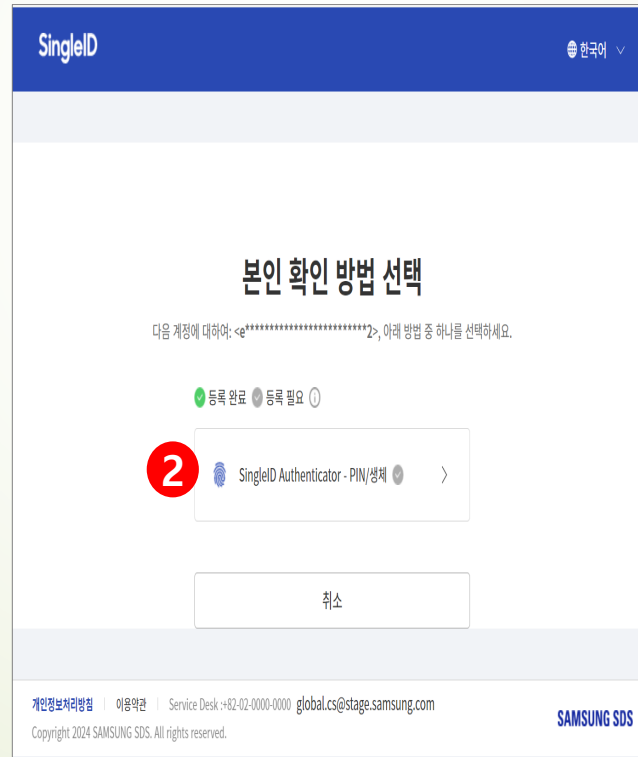 SingleID
한국어
본인 확인 방법 선택
다음 계정에 대하여: <e*************************2>, 아래 방법 중 하나를 선택하세요.
등록 완료 등록 필요
2 SingleID Authenticator - PIN/생체
취소
개인정보처리방침 이용약관 Service Desk :+82-02-0000-0000 global.cs@stage.samsung.com
Copyright 2024 SAMSUNG SDS. All rights reserved.
SAMSUNG SDS